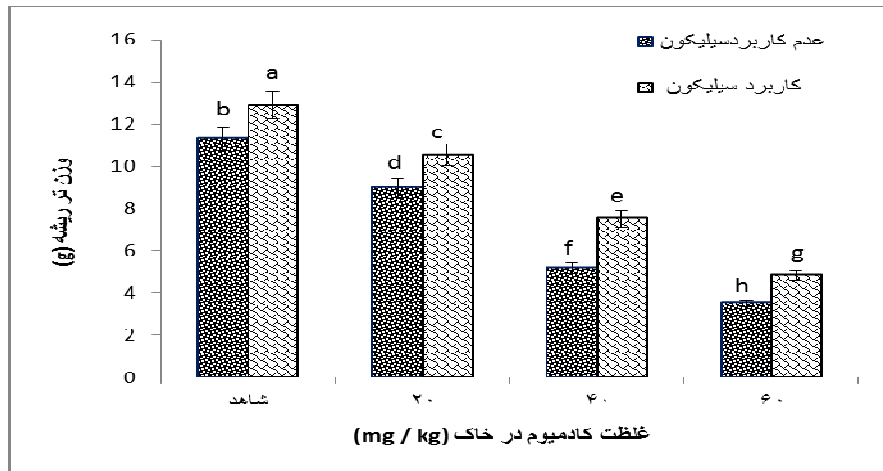 عدم کاربردسیلیکون
کاربرد سیلیکون
وزن تر ریشه (g)
16
14
12
10
8
6
4
2
0
b
a
d
c
f
e
h
g
شاهد
۲۰
۴۰
۶۰
غلظت کادمیوم در خاک (mg / kg)